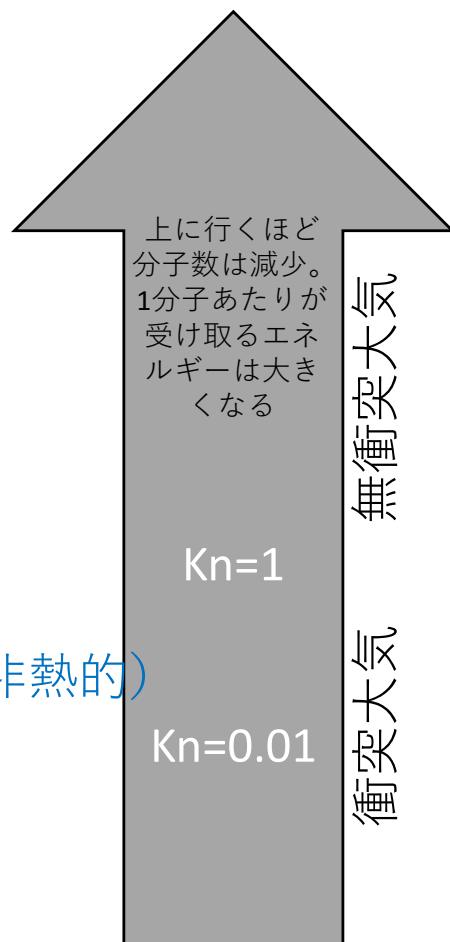 上に行くほど
分子数は減少。
1分子あたりが
受け取るエネ
ルギーは大き
くなる
無衝突大気
Kn=1
非熱的）
Kn=0.01
衝突大気